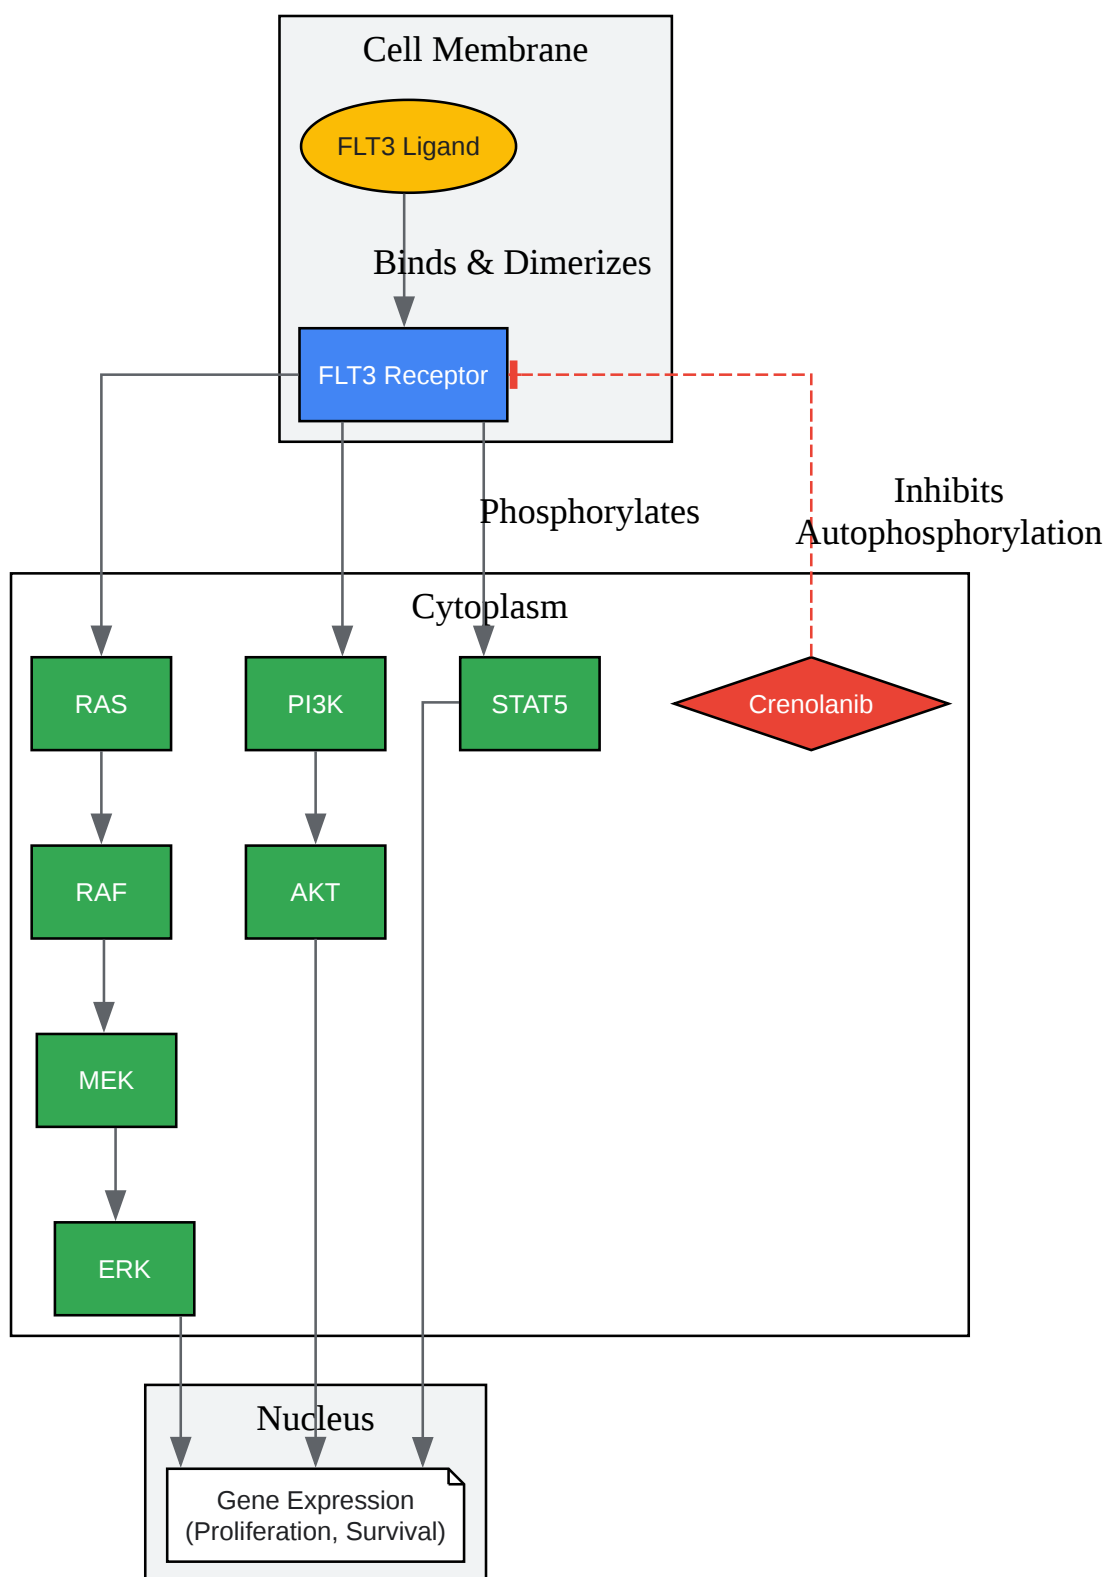 Cell Membrane
FLT3 Ligand
Binds & Dimerizes
FLT3 Receptor
Phosphorylates
Inhibits
Autophosphorylation
Cytoplasm
RAS
PI3K
STAT5
Crenolanib
RAF
AKT
MEK
ERK
Nucleus
Gene Expression
(Proliferation, Survival)